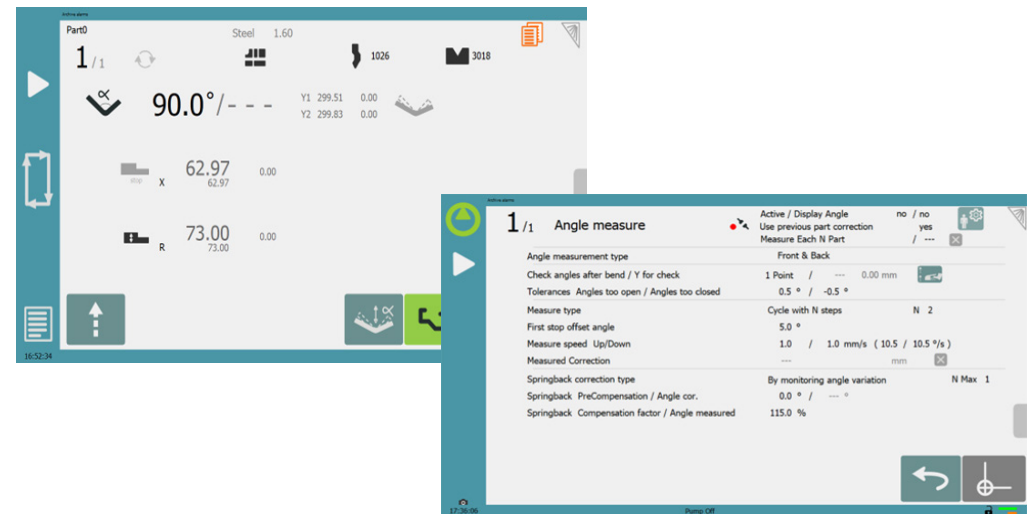 Archive alarms
Part0
Steel 1.60
1/1
1026
3018
90.0°/- - -
Y1 299.51 0.00
Y2 299.83 0.00
stop X 62.97 0.00
62.97
R 73.00 0.00
73.00
16:52:34
Archive alarms
1/1 Angle measure
Active / Display Angle no / no
Use previous part correction yes
Measure Each N Part / ---
Angle measurement type Front & Back
Check angles after bend / Y for check 1 Point / --- 0.00 mm
Tolerances Angles too open / Angles too closed 0.5 ° / -0.5 °
Measure type Cycle with N steps N 2
First stop offset angle 5.0 °
Measure speed Up/Down 1.0 / 1.0 mm/s ( 10.5 / 10.5 °/s )
Measured Correction --- mm
Springback correction type By monitoring angle variation N Max 1
Springback PreCompensation / Angle cor. 0.0 ° / --- °
Springback Compensation factor / Angle measured 115.0 %
17:36:06
Pump Off